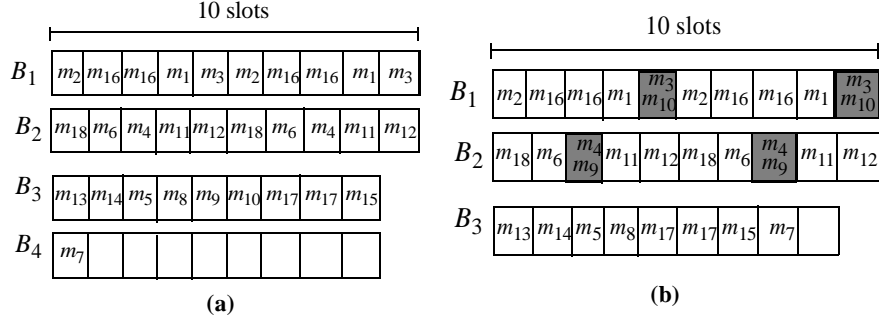 10 slots
B1 m2 m16 m16 m1 m3 m2 m16 m16 m1 m3
B2 m18 m6 m4 m11 m12 m18 m6 m4 m11 m12
B3 m13 m14 m5 m8 m9 m10 m17 m17 m15
B4 m7
(a)
10 slots
B1 m2 m16 m16 m1 m3 m10 m2 m16 m16 m1 m3 m10
B2 m18 m6 m4 m9 m11 m12 m18 m6 m4 m9 m11 m12
B3 m13 m14 m5 m8 m17 m17 m15 m7
(b)